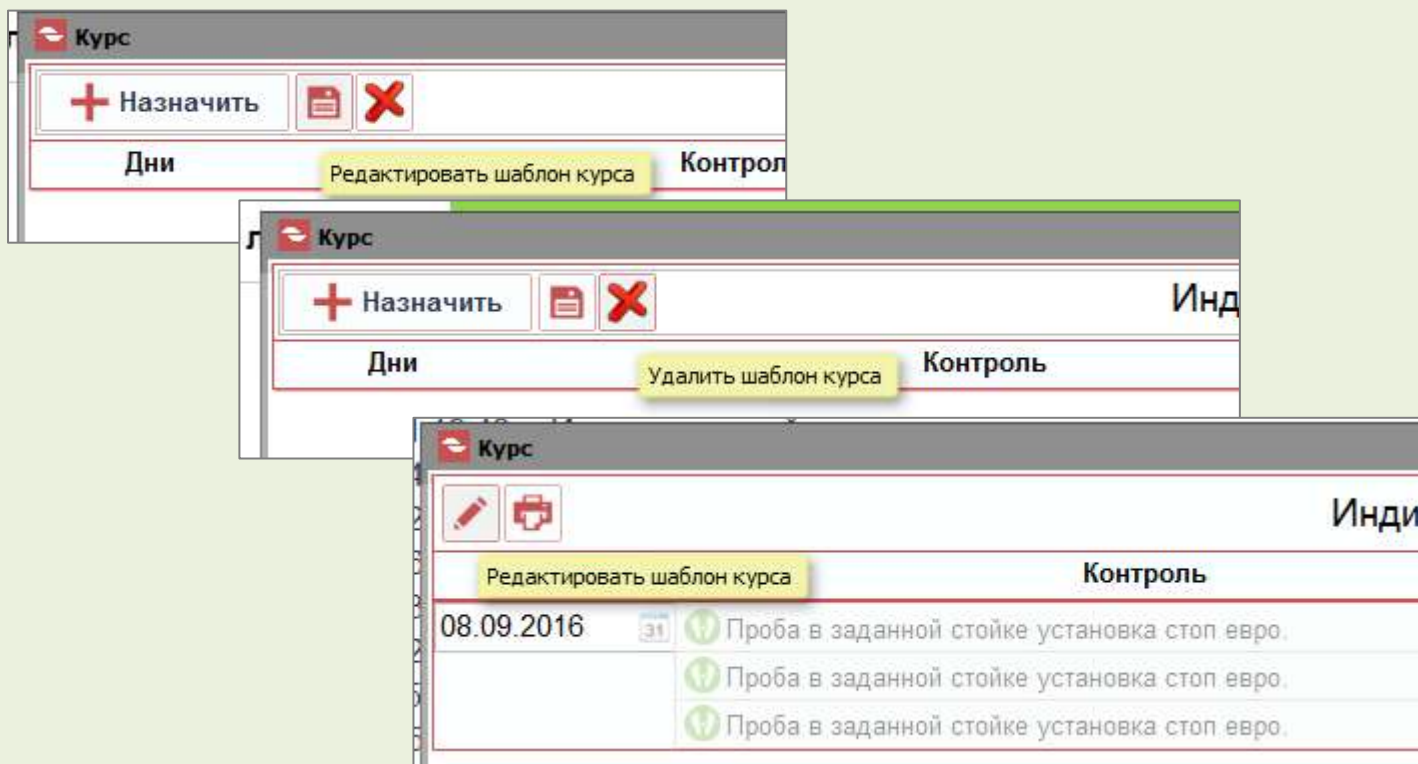 Курс
Назначить
Дни
Редактировать шаблон курса
Контрол
л
Курс
Назначить
Инд
Дни
Удалить шаблон курса
Контроль
Курс
Инди
Редактировать шаблон курса
Контроль
08.09.2016 31 Проба в заданной стойке установка стоп евро.
Проба в заданной стойке установка стоп евро.
Проба в заданной стойке установка стоп евро.